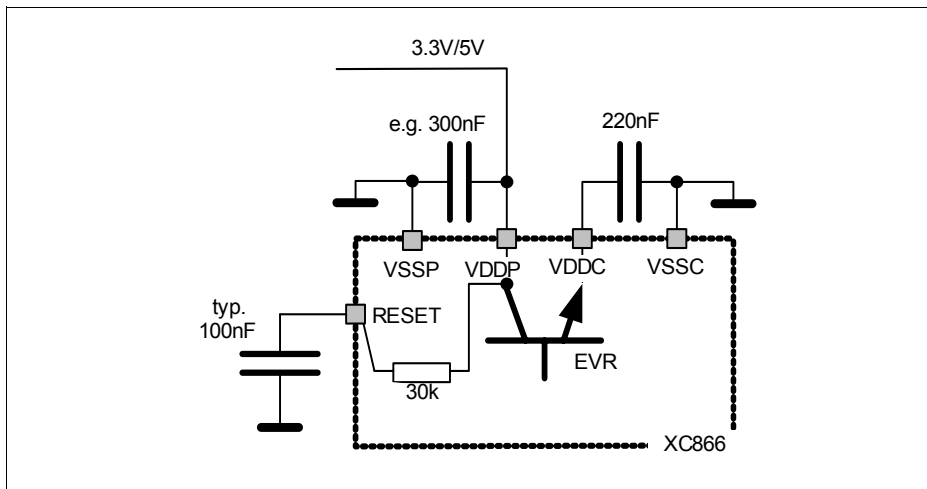 3.3V/5V
e.g. 300nF
220nF
VSSP
VDDP
VDDC
VSSC
typ.
100nF
RESET
EVR
30k
XC866